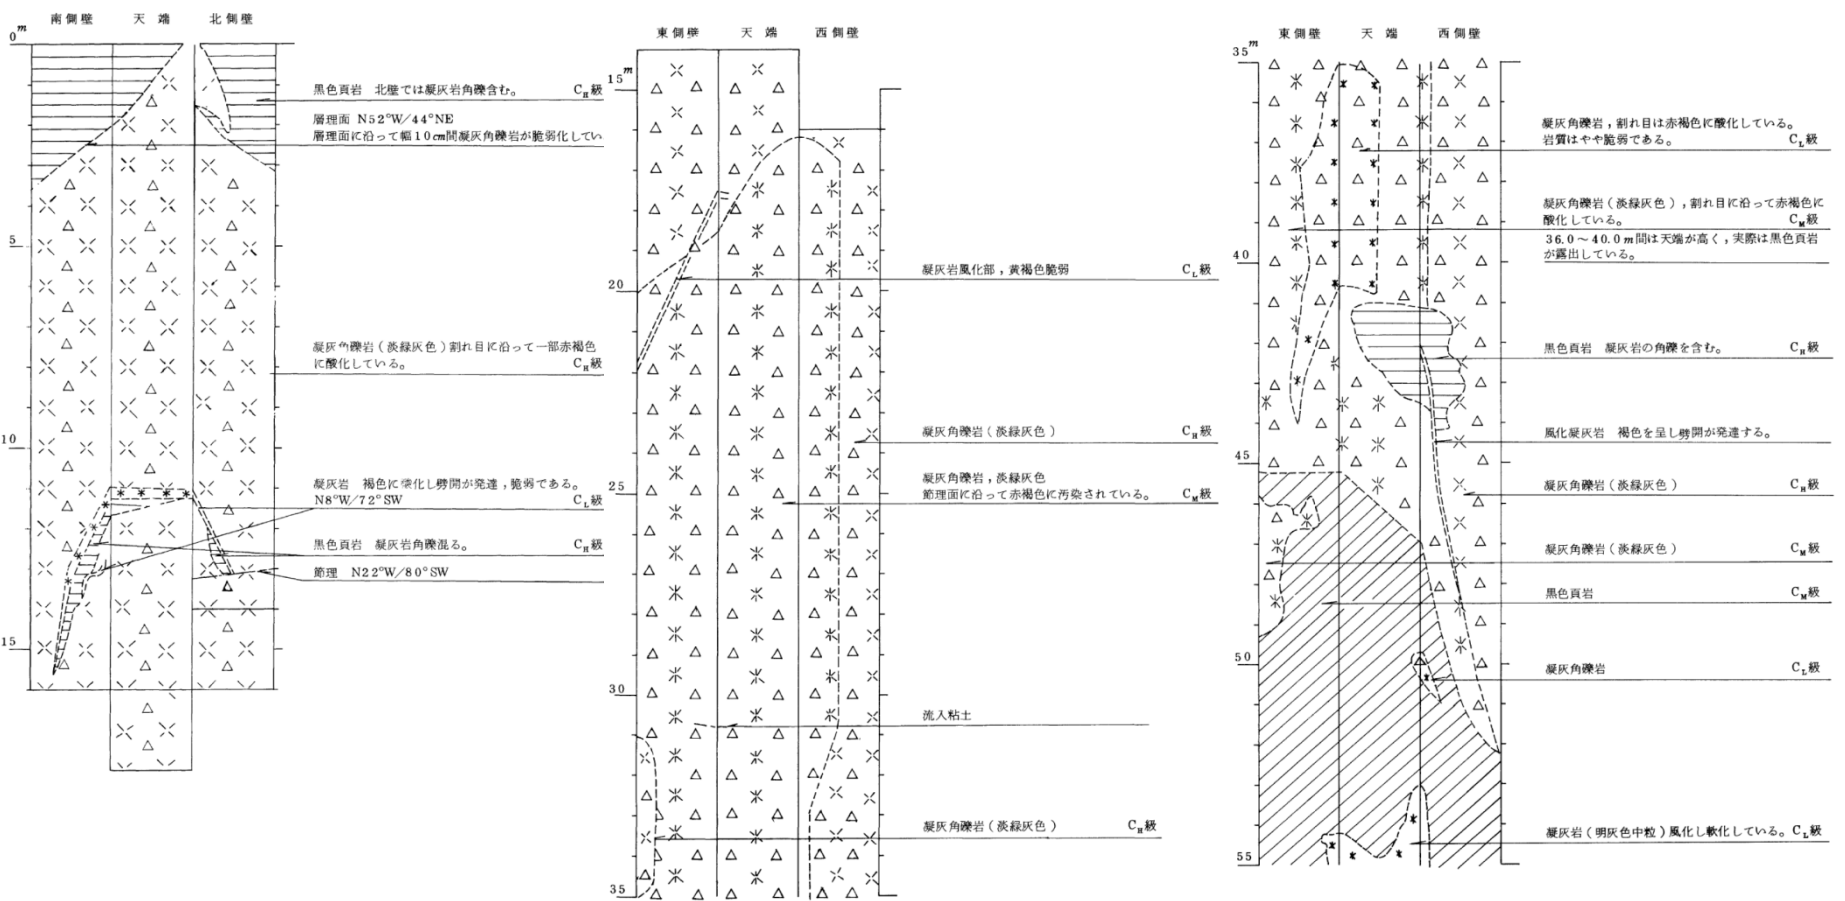 南側壁 天 端 北側壁
0 m
黒色頁岩 北壁では凝灰岩角礫含む。 CH級
層理面 N52°W/44°NE
層理面に沿って幅10cm間凝灰角礫岩が脆弱化してい
5
凝灰角礫岩(淡緑灰色)割れ目に沿って一部赤褐色
に酸化している。 CH級
10
凝灰岩 褐色に 化し劈開が発達,脆弱である。
N8°W/72°SW CL級
黒色頁岩 凝灰岩角礫混る。 CH級
節理 N22°W/80°SW
15
東側壁 天 端 西側壁
15 m
20
凝灰岩風化部,黄褐色脆弱 CL級
凝灰角礫岩(淡緑灰色) CH級
凝灰角礫岩,淡緑灰色
25
節理面に沿って赤褐色に汚染されている。 CM級
30
流入粘土
凝灰角礫岩(淡緑灰色) CH級
35
東側壁 天 端 西側壁
35 m
凝灰角礫岩,割れ目は赤褐色に酸化している。
岩質はやや脆弱である。 CL級
凝灰角礫岩(淡緑灰色),割れ目に沿って赤褐色に
酸化している。 CM級
36.0～40.0m間は天端が高く,実際は黒色頁岩
が露出している。
40
黒色頁岩 凝灰岩の角礫を含む。 CH級
風化凝灰岩 褐色を呈し劈開が発達する。
45
凝灰角礫岩(淡緑灰色) CH級
凝灰角礫岩(淡緑灰色) CM級
黒色頁岩 CM級
50
凝灰角礫岩 CL級
凝灰岩(明灰色中粒)風化し軟化している。CL級
55